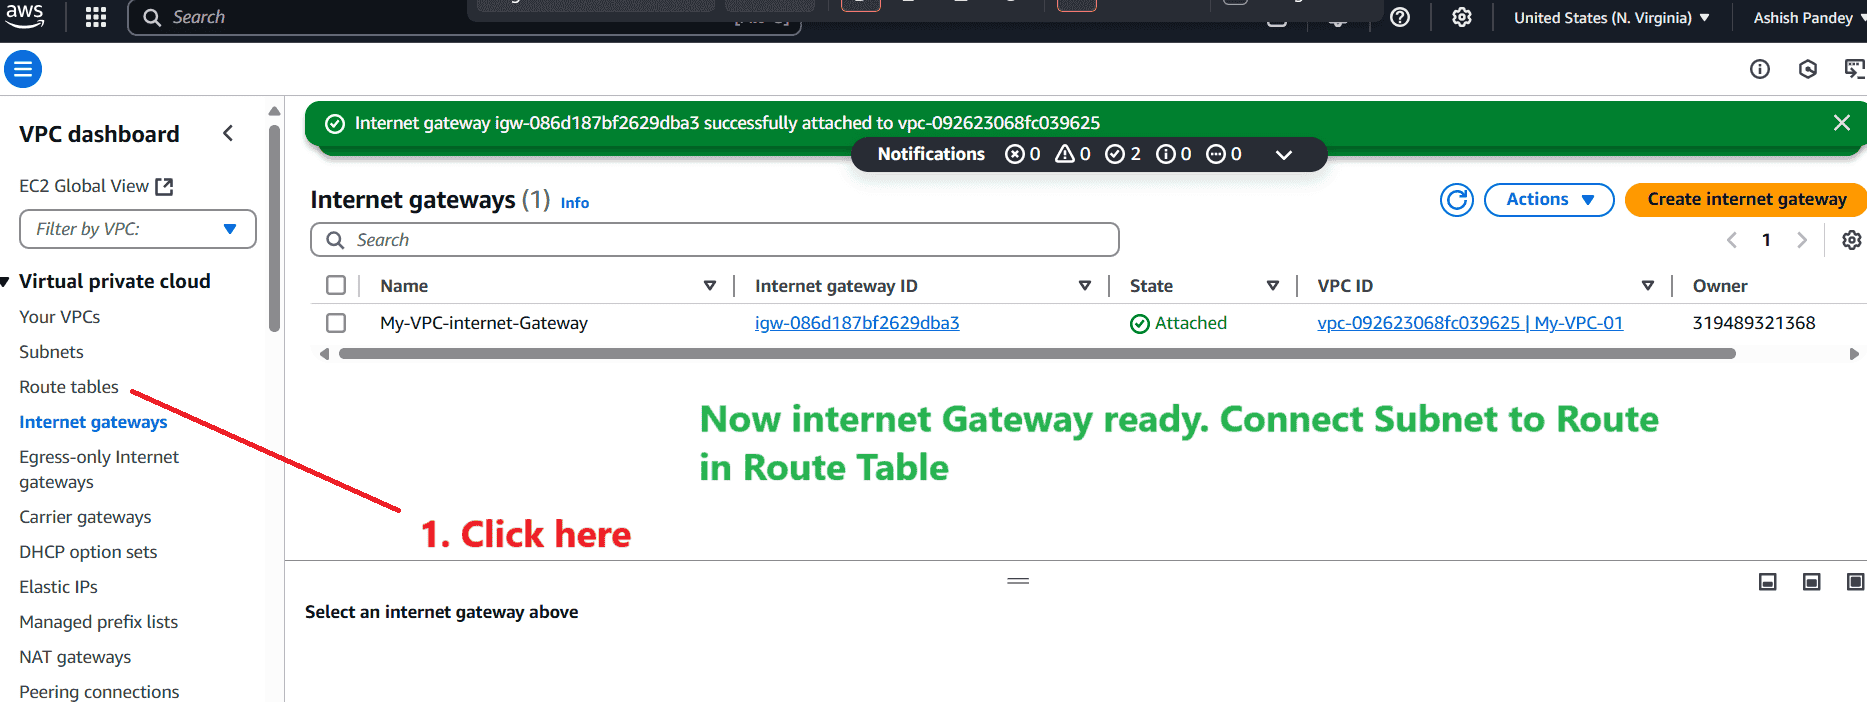 aws
Search
United States (N. Virginia)
Ashish Pandey
VPC dashboard
EC2 Global View
Filter by VPC:
Virtual private cloud
Your VPCs
Subnets
Route tables
Internet gateways
Egress-only Internet
gateways
Carrier gateways
DHCP option sets
Elastic IPs
Managed prefix lists
NAT gateways
Peering connections
Internet gateway igw-086d187bf2629dba3 successfully attached to vpc-092623068fc039625
Notifications 0 0 2 0 0
Internet gateways (1) Info
Actions
Create internet gateway
Search
1
Name Internet gateway ID State VPC ID Owner
My-VPC-internet-Gateway igw-086d187bf2629dba3 Attached vpc-092623068fc039625 | My-VPC-01 319489321368
Now internet Gateway ready. Connect Subnet to Route
in Route Table
1. Click here
Select an internet gateway above